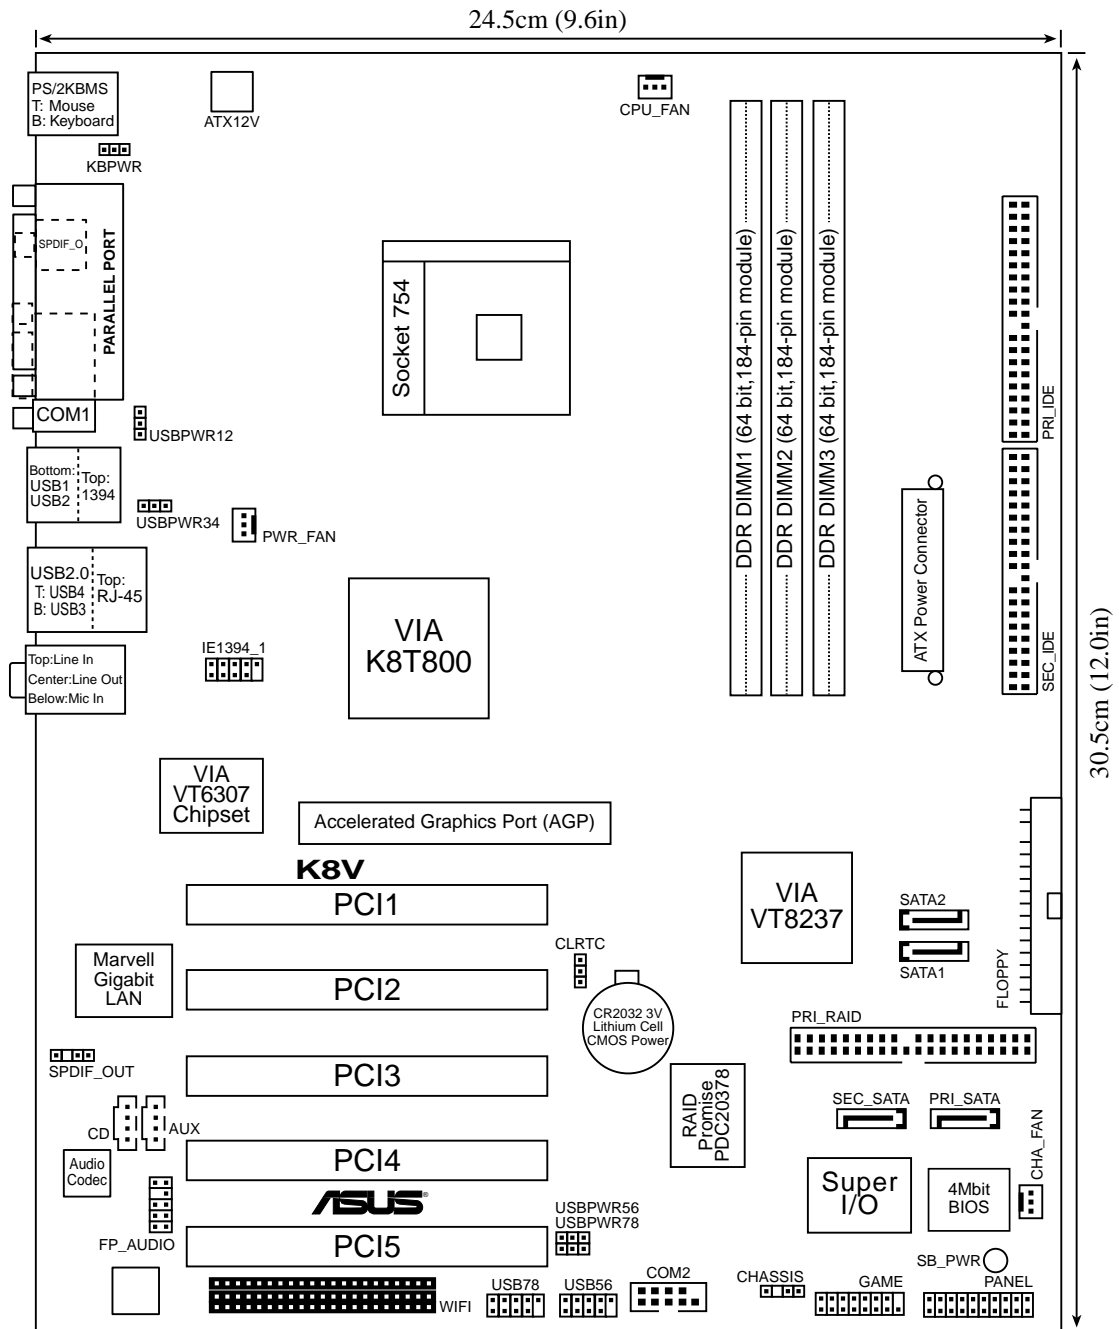 24.5cm (9.6in)
PS/2KBMS
T: Mouse
B: Keyboard
ATX12V
CPU_FAN
KBPWR
SPDIF_O
PARALLEL PORT
Socket 754
DDR DIMM1 (64 bit,184-pin module)
DDR DIMM2 (64 bit,184-pin module)
DDR DIMM3 (64 bit,184-pin module)
PRI_IDE
COM1
USBPWR12
Bottom:
USB1
USB2
Top:
1394
USBPWR34
PWR_FAN
ATX Power Connector
SEC_IDE
30.5cm (12.0in)
USB2.0
T: USB4
B: USB3
Top:
RJ-45
VIA
K8T800
IE1394_1
Top:Line In
Center:Line Out
Below:Mic In
VIA
VT6307
Chipset
Accelerated Graphics Port (AGP)
K8V
PCI1
VIA
VT8237
SATA2
SATA1
FLOPPY
Marvell
Gigabit
LAN
PCI2
CLRTC
CR2032 3V
Lithium Cell
CMOS Power
PRI_RAID
SPDIF_OUT
PCI3
RAID
Promise
PDC20378
SEC_SATA
PRI_SATA
CHA_FAN
CD
AUX
Audio
Codec
PCI4
Super
I/O
4Mbit
BIOS
ASUS®
USBPWR56
USBPWR78
FP_AUDIO
PCI5
SB_PWR
WIFI
USB78
USB56
COM2
CHASSIS
GAME
PANEL